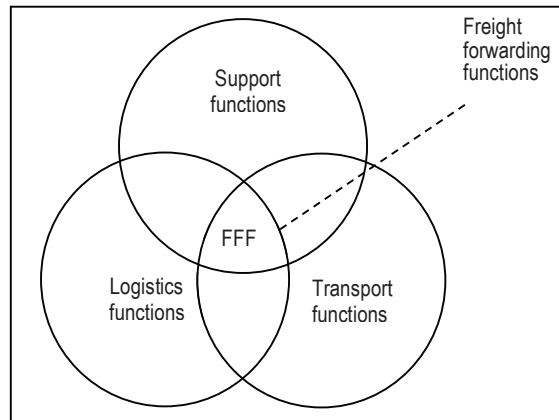 Freight
forwarding
functions
Support
functions
FFF
Logistics
functions
Transport
functions